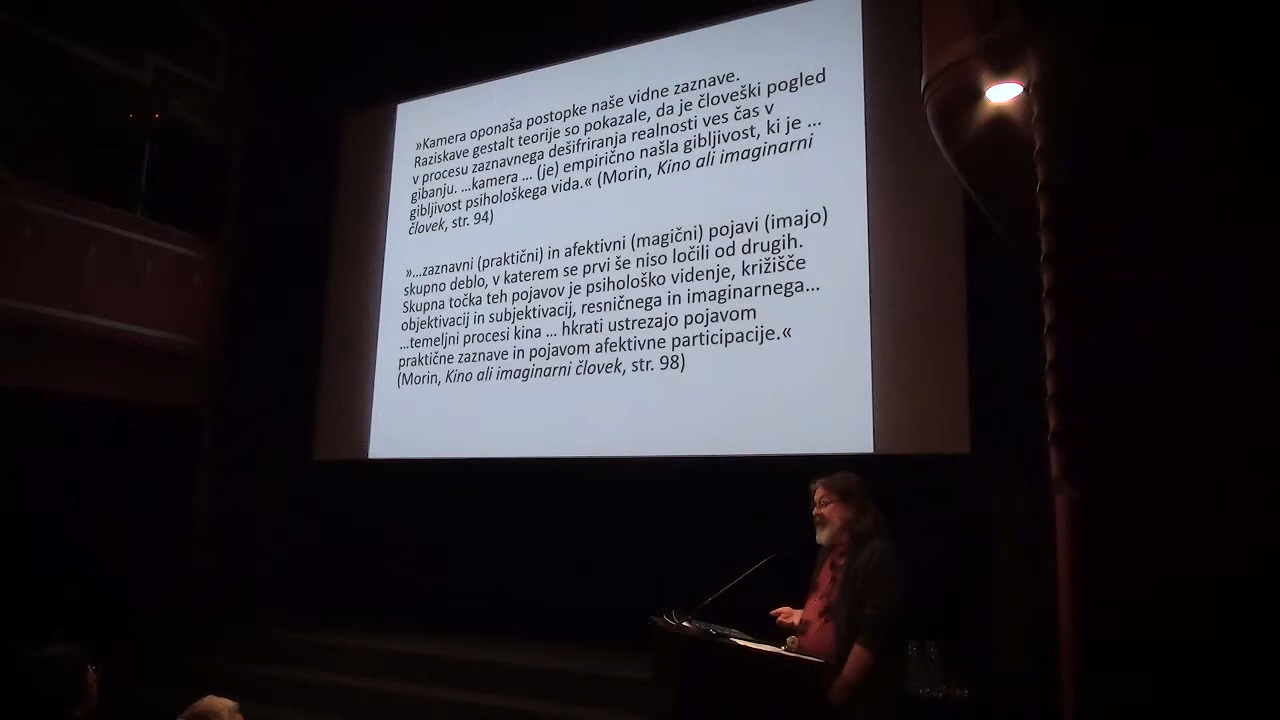 »Kamera oponaša postopke naše vidne zaznave.
Raziskave gestalt teorije so pokazale, da je človeški pogled
v procesu zaznavnega dešifriranja realnosti ves čas v
gibanju. ...kamera ... (je) empirično našla gibljivost, ki je ...
gibljivost psihološkega vida.« (Morin, Kino ali imaginarni
človek, str. 94)
»...zaznavni (praktični) in afektivni (magični) pojavi (imajo)
skupno deblo, v katerem se prvi še niso ločili od drugih.
Skupna točka teh pojavov je psihološko videnje, križišče
objektivacij in subjektivacij, resničnega in imaginarnega...
...temeljni procesi kina ... hkrati ustrezajo pojavom
praktične zaznave in pojavom afektivne participacije.«
(Morin, Kino ali imaginarni človek, str. 98)